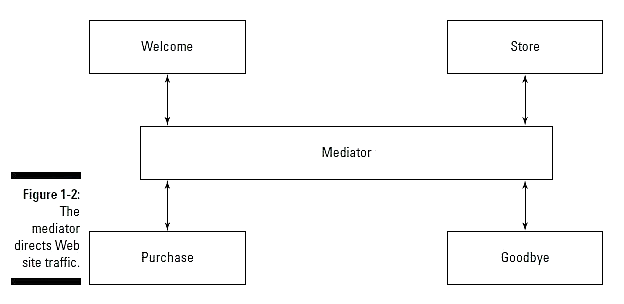 Welcome
Store
Mediator
Figure 1-2:
The
mediator
directs Web
site traffic.
Purchase
Goodbye